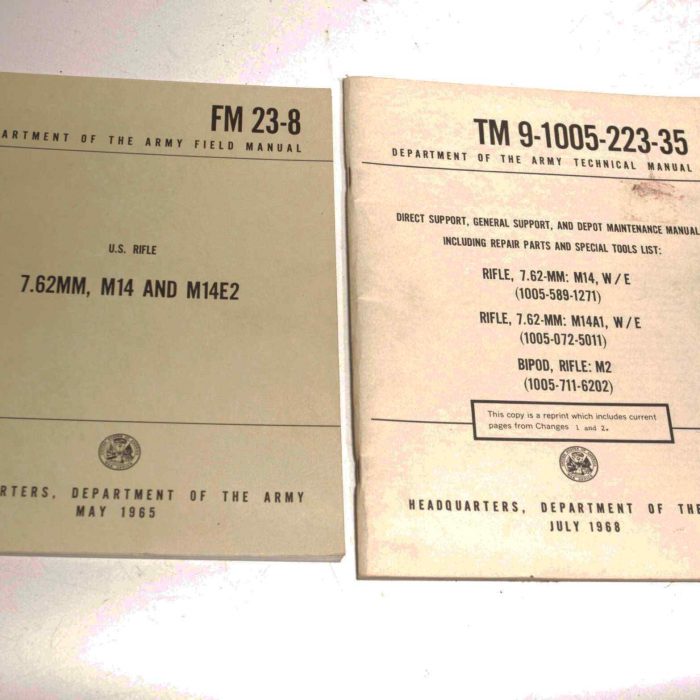 FM 23-8
ARTMENT OF THE ARMY FIELD MANUAL
U.S. RIFLE
7.62MM, M14 AND M14E2
RTERS, DEPARTMENT OF THE ARMY
MAY 1965
TM 9-1005-223-35
DEPARTMENT OF THE ARMY TECHNICAL MANUAL
DIRECT SUPPORT, GENERAL SUPPORT, AND DEPOT MAINTENANCE MANUAL
INCLUDING REPAIR PARTS AND SPECIAL TOOLS LIST:
RIFLE, 7.62-MM: M14, W/E
(1005-589-1271)
RIFLE, 7.62-MM: M14A1, W/E
(1005-072-5011)
BIPOD, RIFLE: M2
(1005-711-6202)
This copy is a reprint which includes current
pages from Changes 1 and 2.
HEADQUARTERS, DEPARTMENT OF THE
JULY 1968